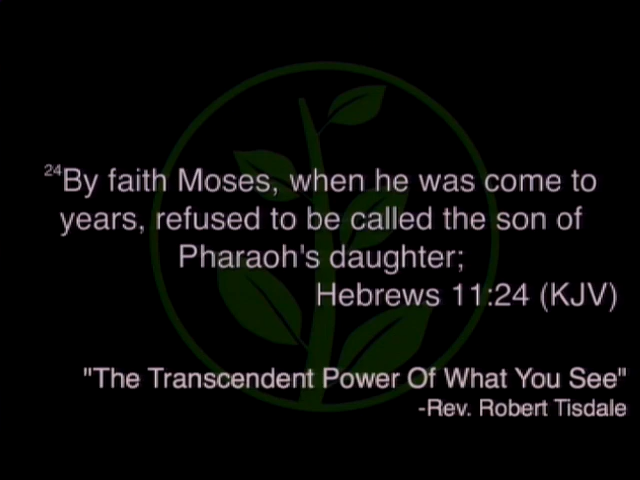 24By faith Moses, when he was come to
years, refused to be called the son of
Pharaoh's daughter;
Hebrews 11:24 (KJV)
"The Transcendent Power Of What You See"
-Rev. Robert Tisdale